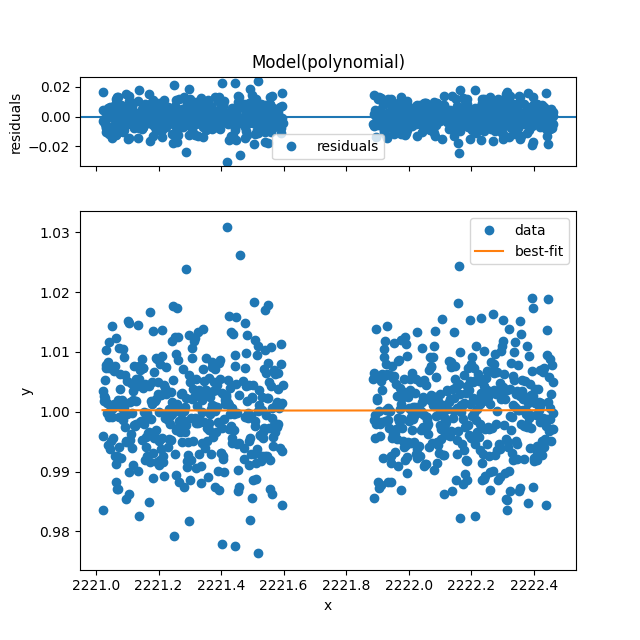 Model(polynomial)
0.02
0.00
−0.02
residuals
residuals
1.03
1.02
1.01
1.00
0.99
0.98
y
data
best-fit
2221.0 2221.2 2221.4 2221.6 2221.8 2222.0 2222.2 2222.4
x